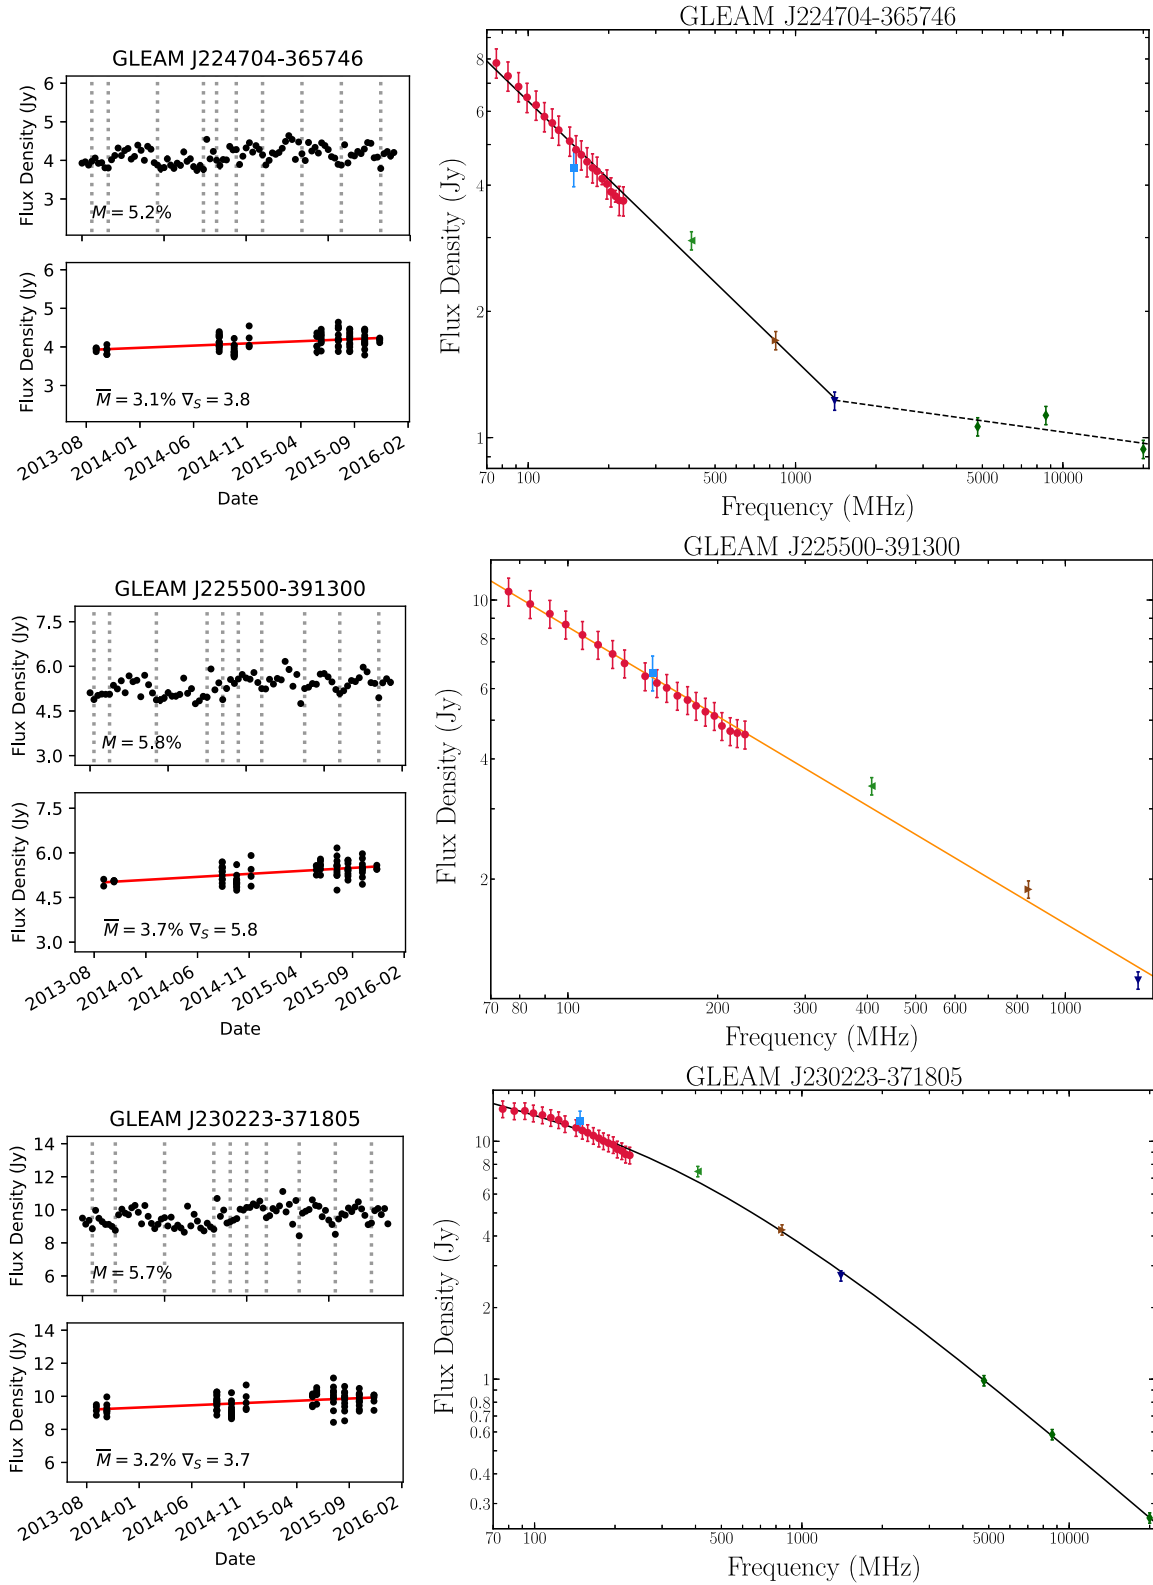 GLEAM J224704-365746
GLEAM J224704-365746
Flux Density (Jy)
6
5
4
3
M = 5.2%
Flux Density (Jy)
6
5
4
3
M = 3.1% ∇S = 3.8
2013-08
2014-01
2014-06
2014-11
2015-04
2015-09
2016-02
Date
Flux Density (Jy)
8
6
4
2
1
70
100
500
1000
5000
10000
Frequency (MHz)
GLEAM J225500-391300
GLEAM J225500-391300
Flux Density (Jy)
7.5
6.0
4.5
3.0
M = 5.8%
Flux Density (Jy)
7.5
6.0
4.5
3.0
M = 3.7% ∇S = 5.8
2013-08
2014-01
2014-06
2014-11
2015-04
2015-09
2016-02
Date
Flux Density (Jy)
10
8
6
4
2
70 80 100 200 300 400 500 600 800 1000
Frequency (MHz)
GLEAM J230223-371805
GLEAM J230223-371805
Flux Density (Jy)
14
12
10
8
6
M = 5.7%
Flux Density (Jy)
14
12
10
8
6
M = 3.2% ∇S = 3.7
2013-08
2014-01
2014-06
2014-11
2015-04
2015-09
2016-02
Date
Flux Density (Jy)
10
8
6
4
2
1
0.8
0.7
0.6
0.4
0.3
70 100 500 1000 5000 10000
Frequency (MHz)